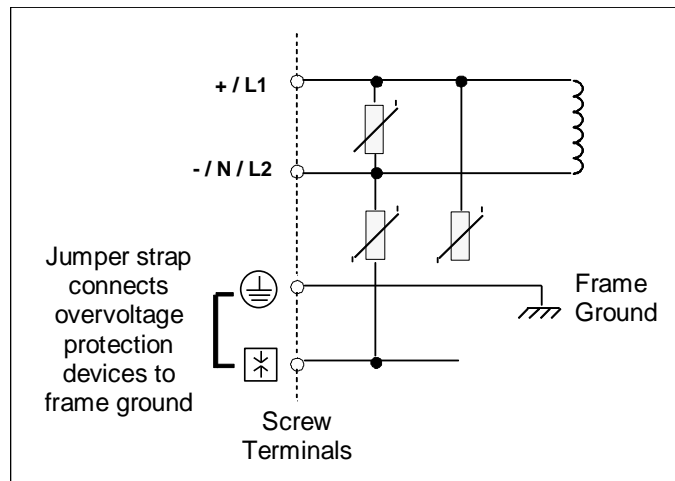 + / L1
- / N / L2
Jumper strap
connects
overvoltage
protection
devices to
frame ground
Frame
Ground
Screw
Terminals